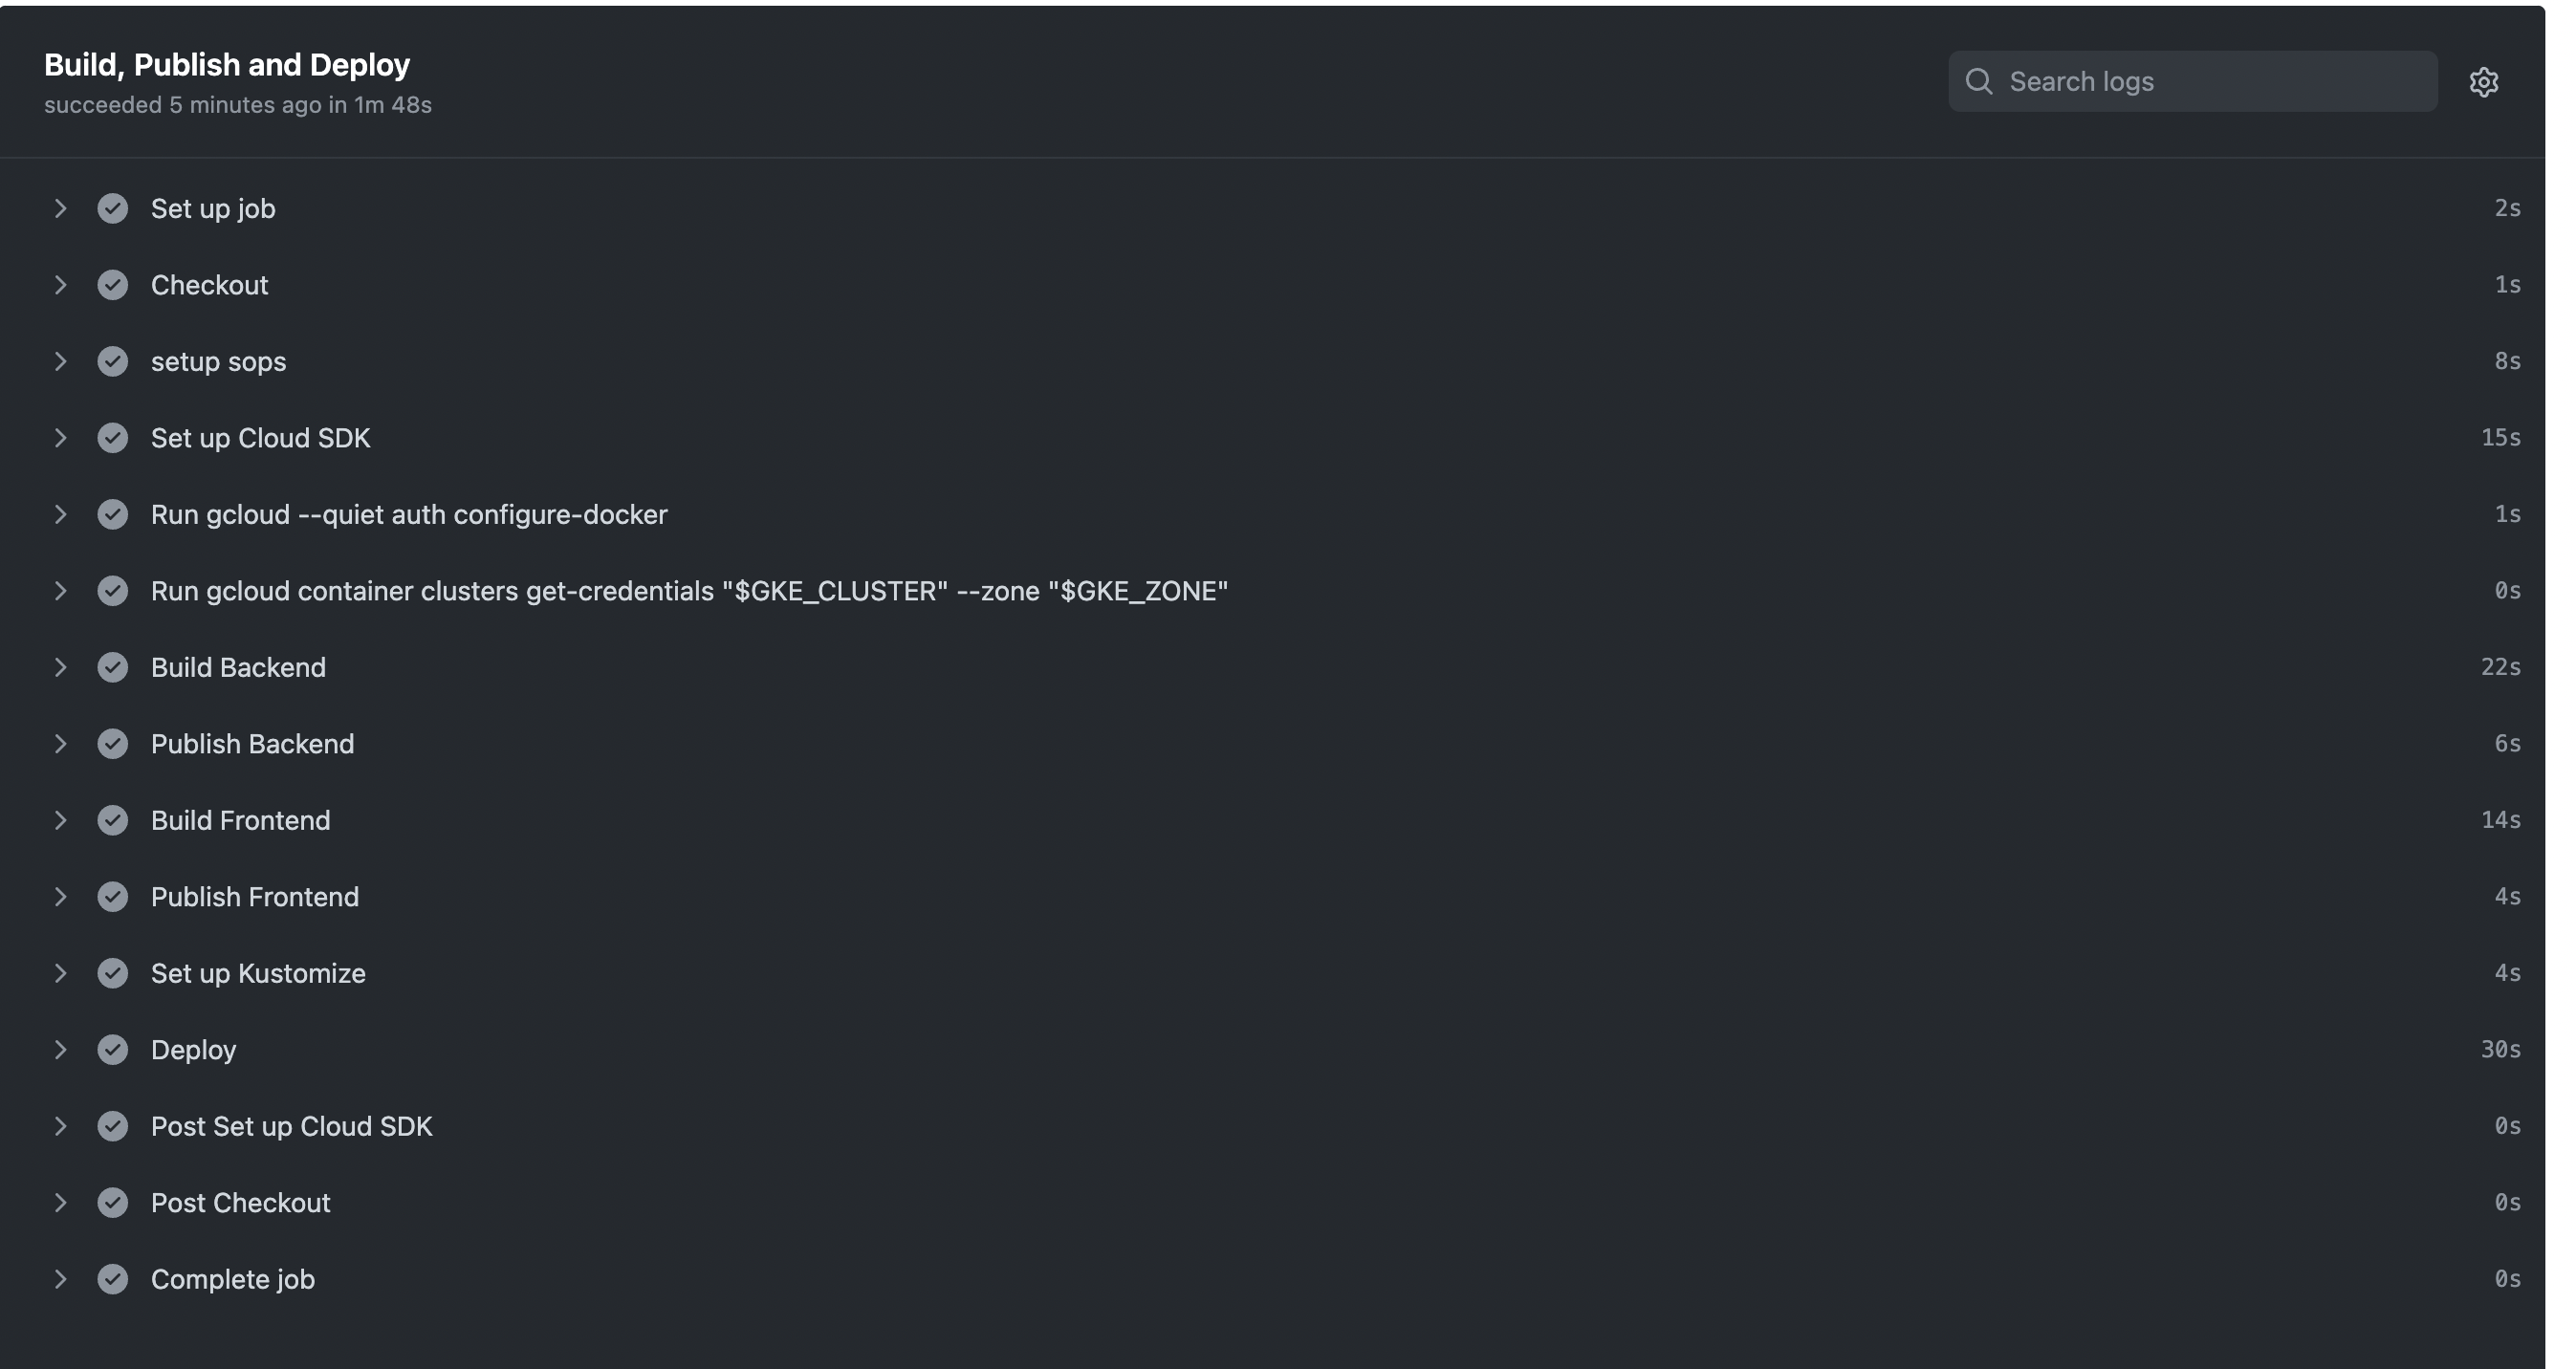 Build, Publish and Deploy
succeeded 5 minutes ago in 1m 48s
Search logs
Set up job 2s
Checkout 1s
setup sops 8s
Set up Cloud SDK 15s
Run gcloud --quiet auth configure-docker 1s
Run gcloud container clusters get-credentials "$GKE_CLUSTER" --zone "$GKE_ZONE" 0s
Build Backend 22s
Publish Backend 6s
Build Frontend 14s
Publish Frontend 4s
Set up Kustomize 4s
Deploy 30s
Post Set up Cloud SDK 0s
Post Checkout 0s
Complete job 0s